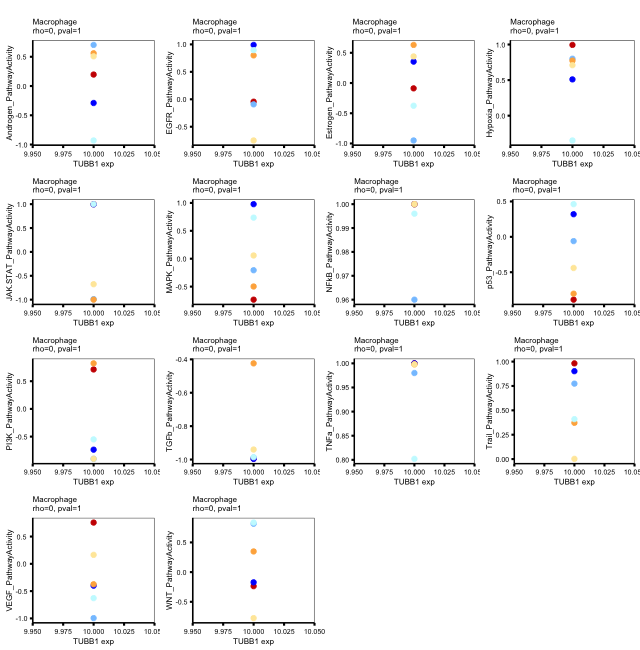 Macrophage
rho=0, pval=1
Androgen_PathwayActivity
0.5
0.0
-0.5
-1.0
9.950 9.975 10.000 10.025 10.05
TUBB1 exp
Macrophage
rho=0, pval=1
EGFR_PathwayActivity
1.0
0.5
0.0
-0.5
9.950 9.975 10.000 10.025 10.05
TUBB1 exp
Macrophage
rho=0, pval=1
Estrogen_PathwayActivity
0.5
0.0
-0.5
-1.0
9.950 9.975 10.000 10.025 10.05
TUBB1 exp
Macrophage
rho=0, pval=1
Hypoxia_PathwayActivity
1.0
0.5
0.0
9.950 9.975 10.000 10.025 10.050
TUBB1 exp
Macrophage
rho=0, pval=1
JAK.STAT_PathwayActivity
1.0
0.5
0.0
-0.5
-1.0
9.950 9.975 10.000 10.025 10.05
TUBB1 exp
Macrophage
rho=0, pval=1
MAPK_PathwayActivity
1.0
0.5
0.0
-0.5
9.950 9.975 10.000 10.025 10.05
TUBB1 exp
Macrophage
rho=0, pval=1
NFkB_PathwayActivity
1.00
0.99
0.98
0.97
0.96
9.950 9.975 10.000 10.025 10.05
TUBB1 exp
Macrophage
rho=0, pval=1
p53_PathwayActivity
0.5
0.0
-0.5
9.950 9.975 10.000 10.025 10.05
TUBB1 exp
Macrophage
rho=0, pval=1
PI3K_PathwayActivity
0.5
0.0
-0.5
9.950 9.975 10.000 10.025 10.05
TUBB1 exp
Macrophage
rho=0, pval=1
TGFb_PathwayActivity
-0.4
-0.6
-0.8
-1.0
9.950 9.975 10.000 10.025 10.05
TUBB1 exp
Macrophage
rho=0, pval=1
TNFa_PathwayActivity
1.00
0.95
0.90
0.85
0.80
9.950 9.975 10.000 10.025 10.05
TUBB1 exp
Macrophage
rho=0, pval=1
Trail_PathwayActivity
1.00
0.75
0.50
0.25
0.00
9.950 9.975 10.000 10.025 10.05
TUBB1 exp
Macrophage
rho=0, pval=1
VEGF_PathwayActivity
0.5
0.0
-0.5
-1.0
9.950 9.975 10.000 10.025 10.05
TUBB1 exp
Macrophage
rho=0, pval=1
WNT_PathwayActivity
0.5
0.0
-0.5
9.950 9.975 10.000 10.025 10.050
TUBB1 exp